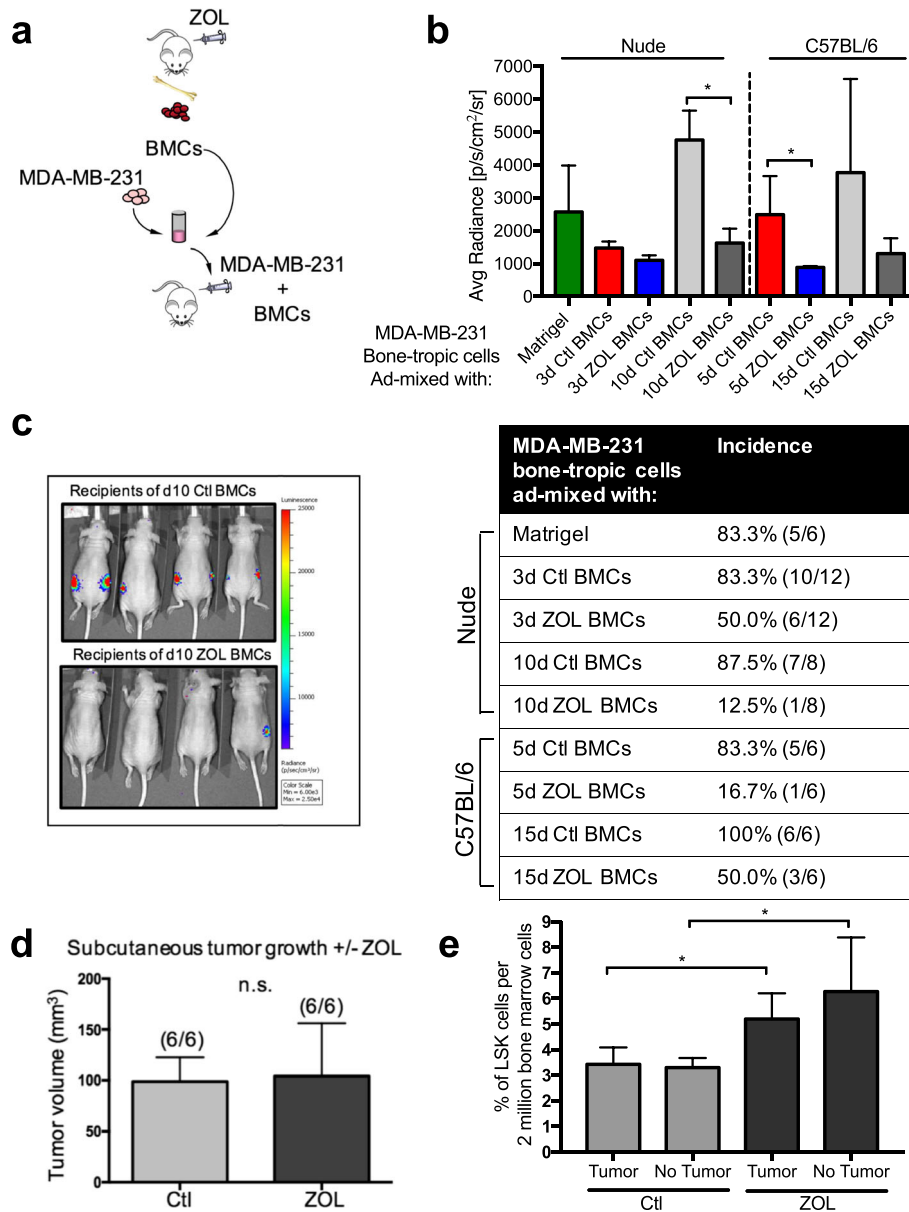 a
ZOL
BMCs
MDA-MB-231
MDA-MB-231
+
BMCs
b
Nude
C57BL/6
Avg Radiance [p/s/cm²/sr)
7000
6000
5000
4000
3000
2000
1000
0
*
*
MDA-MB-231
Bone-tropic cells
Ad-mixed with:
Matrigel
3d Ctl BMCs
3d ZOL BMCs
10d Ctl BMCs
10d ZOL BMCs
5d Ctl BMCs
5d ZOL BMCs
15d Ctl BMCs
15d ZOL BMCs
c
Recipients of d10 Ctl BMCs
Recipients of d10 ZOL BMCs
Luminescence
25000
20000
15000
10000
Radiance
(p/sec/cm²/sr)
Color Scale
Min = 6.00e3
Max = 2.50e4
MDA-MB-231 bone-tropic cells ad-mixed with: Incidence
Nude
Matrigel 83.3% (5/6)
3d Ctl BMCs 83.3% (10/12)
3d ZOL BMCs 50.0% (6/12)
10d Ctl BMCs 87.5% (7/8)
10d ZOL BMCs 12.5% (1/8)
C57BL/6
5d Ctl BMCs 83.3% (5/6)
5d ZOL BMCs 16.7% (1/6)
15d Ctl BMCs 100% (6/6)
15d ZOL BMCs 50.0% (3/6)
d
Subcutaneous tumor growth +/- ZOL
n.s.
Tumor volume (mm³)
200
150
100
50
0
(6/6)
(6/6)
Ctl
ZOL
e
% of LSK cells per
2 million bone marrow cells
9
8
7
6
5
4
3
2
1
0
*
*
Tumor
No Tumor
Tumor
No Tumor
Ctl
ZOL